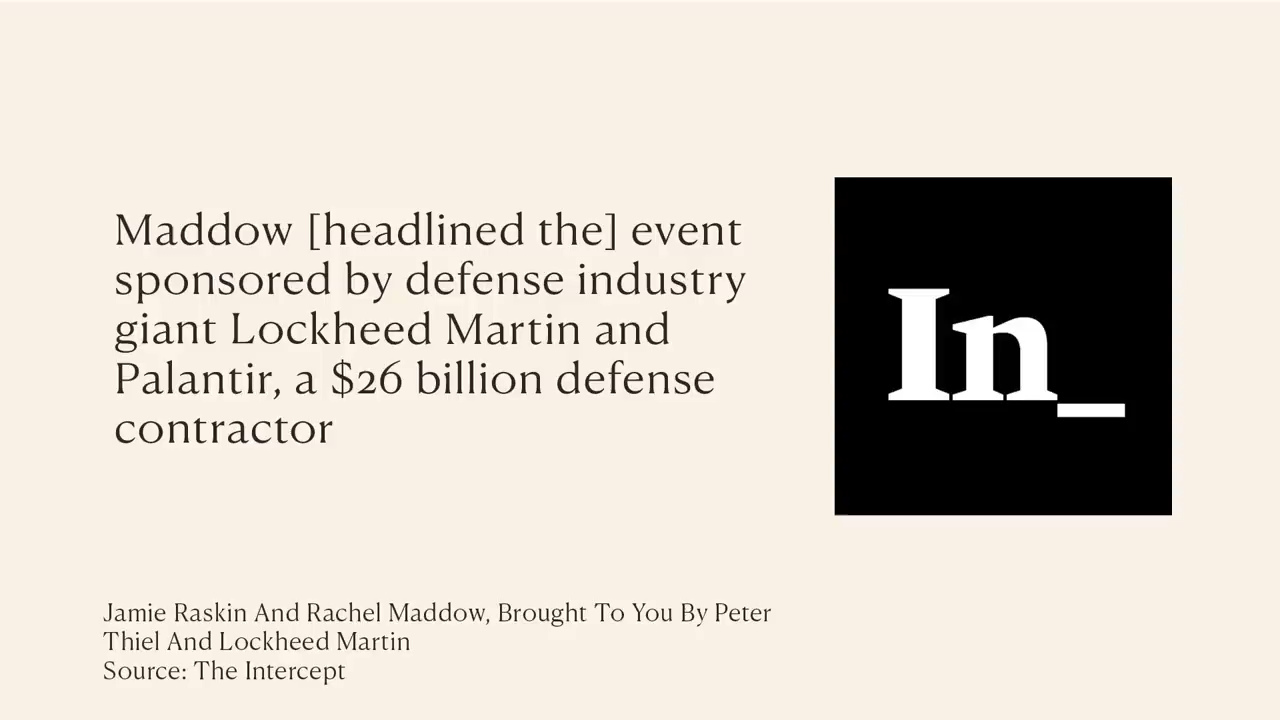 Maddow [headlined the] event
sponsored by defense industry
giant Lockheed Martin and
Palantir, a $26 billion defense
contractor
In_
Jamie Raskin And Rachel Maddow, Brought To You By Peter
Thiel And Lockheed Martin
Source: The Intercept